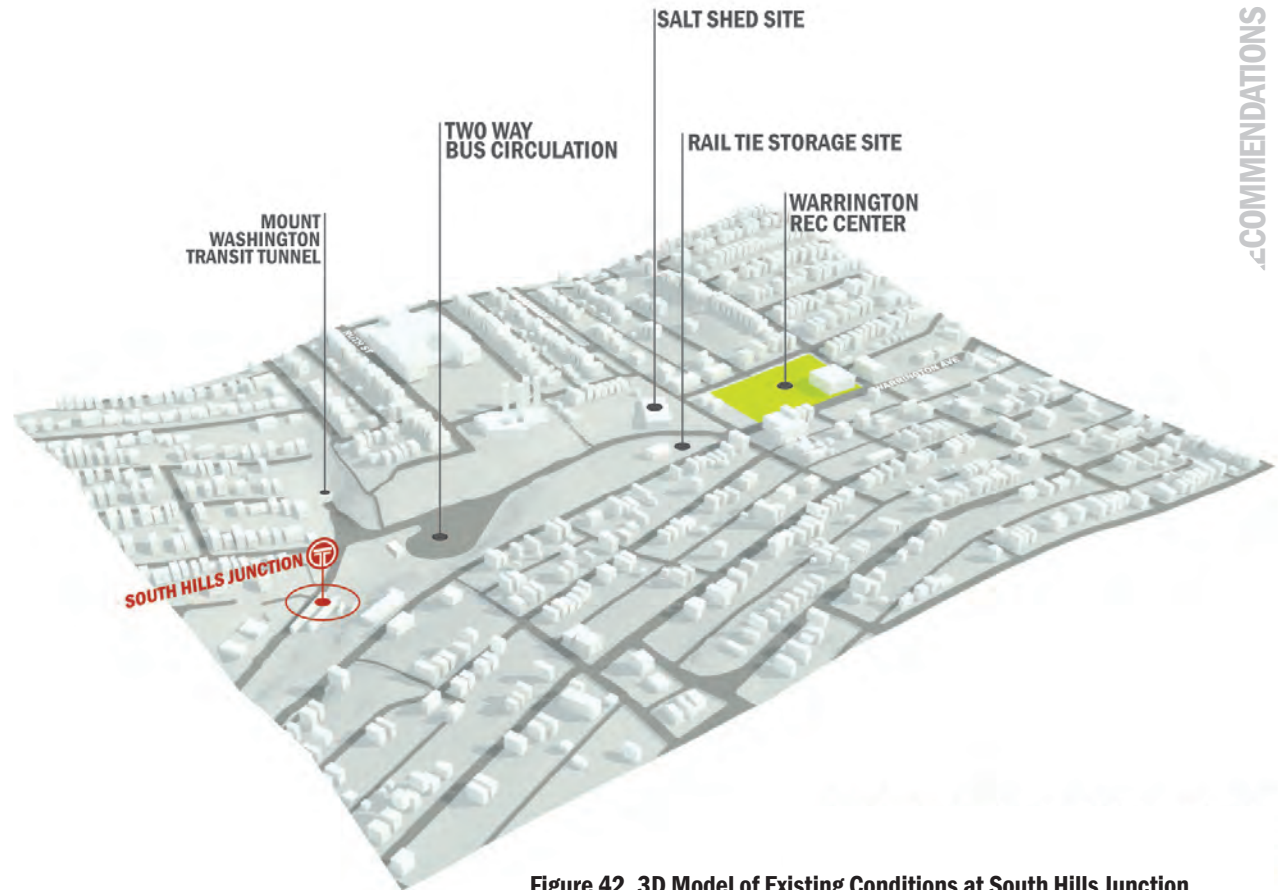 SALT SHED SITE
TWO WAY
BUS CIRCULATION
RAIL TIE STORAGE SITE
WARRINGTON
REC CENTER
MOUNT
WASHINGTON
TRANSIT TUNNEL
WARRINGTON AVE
SOUTH HILLS JUNCTION
Figure 42. 3D Model of Existing Conditions at South Hills Junction